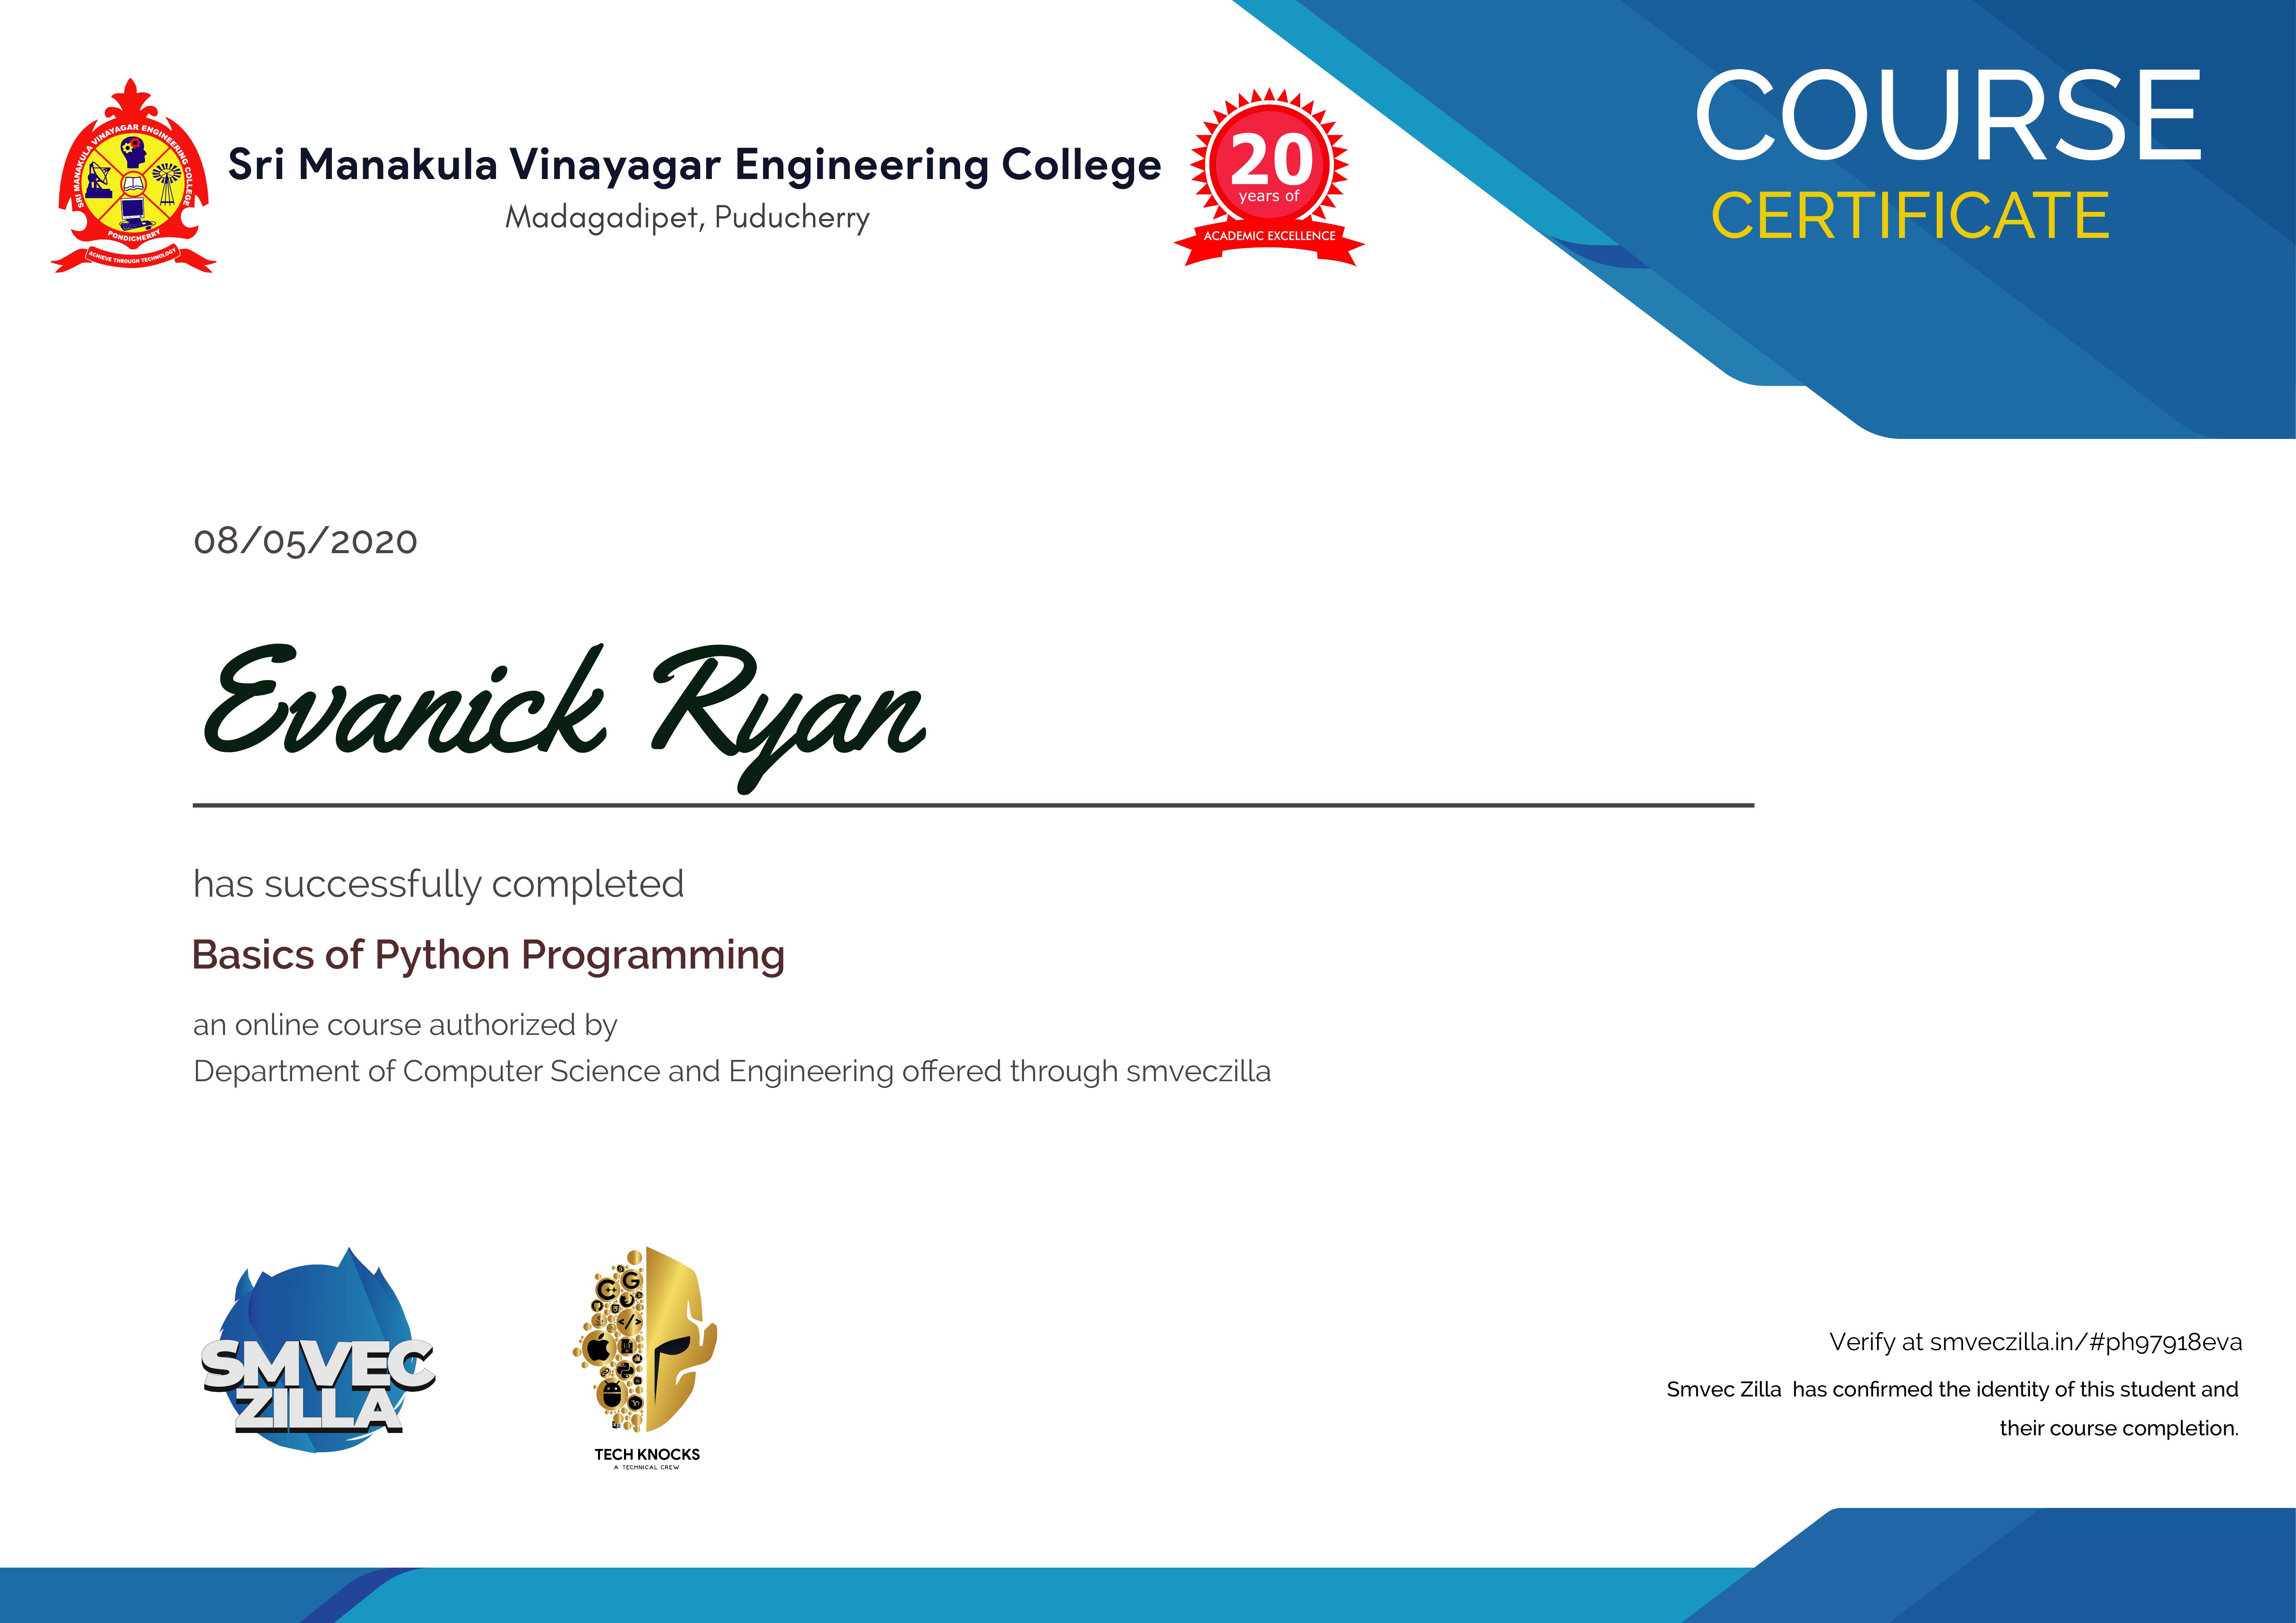 COURSE
CERTIFICATE
SRI MANAKULA VINAYAGAR ENGINEERING COLLEGE
PONDICHERRY
ACHIEVE THROUGH TECHNOLOGY
Sri Manakula Vinayagar Engineering College
Madagadipet, Puducherry
20
years of
ACADEMIC EXCELLENCE
08/05/2020
Evanick Ryan
has successfully completed
Basics of Python Programming
an online course authorized by
Department of Computer Science and Engineering offered through smveczilla
SMVEC
ZILLA
TECH KNOCKS
A TECHNICAL CREW
Verify at smveczilla.in/#ph97918eva
Smvec Zilla has confirmed the identity of this student and
their course completion.